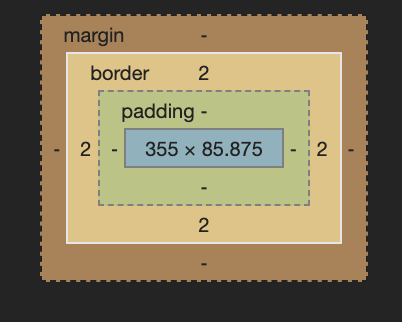 margin -
border 2
padding -
- 2 - 355 × 85.875 - 2 -
-
2
-